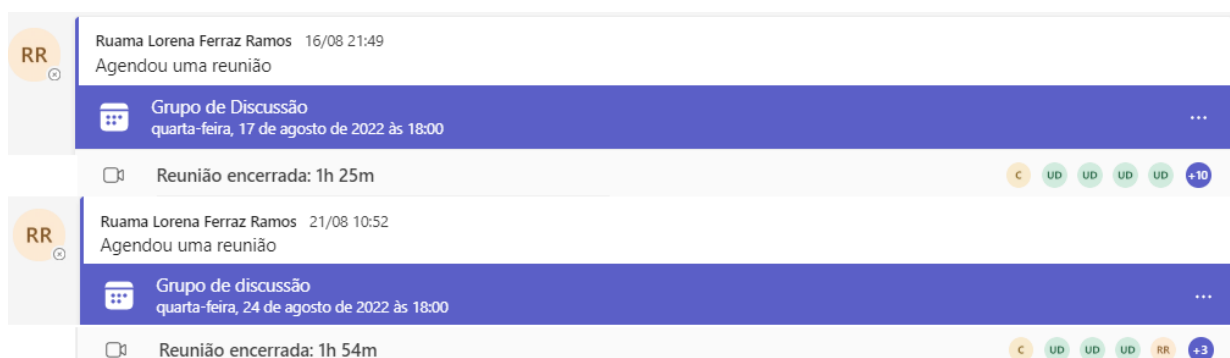 RR
Ruama Lorena Ferraz Ramos 16/08 21:49
Agendou uma reunião
Grupo de Discussão
quarta-feira, 17 de agosto de 2022 às 18:00
Reunião encerrada: 1h 25m
C UD UD UD UD +10
RR
Ruama Lorena Ferraz Ramos 21/08 10:52
Agendou uma reunião
Grupo de discussão
quarta-feira, 24 de agosto de 2022 às 18:00
Reunião encerrada: 1h 54m
C UD UD UD RR +3